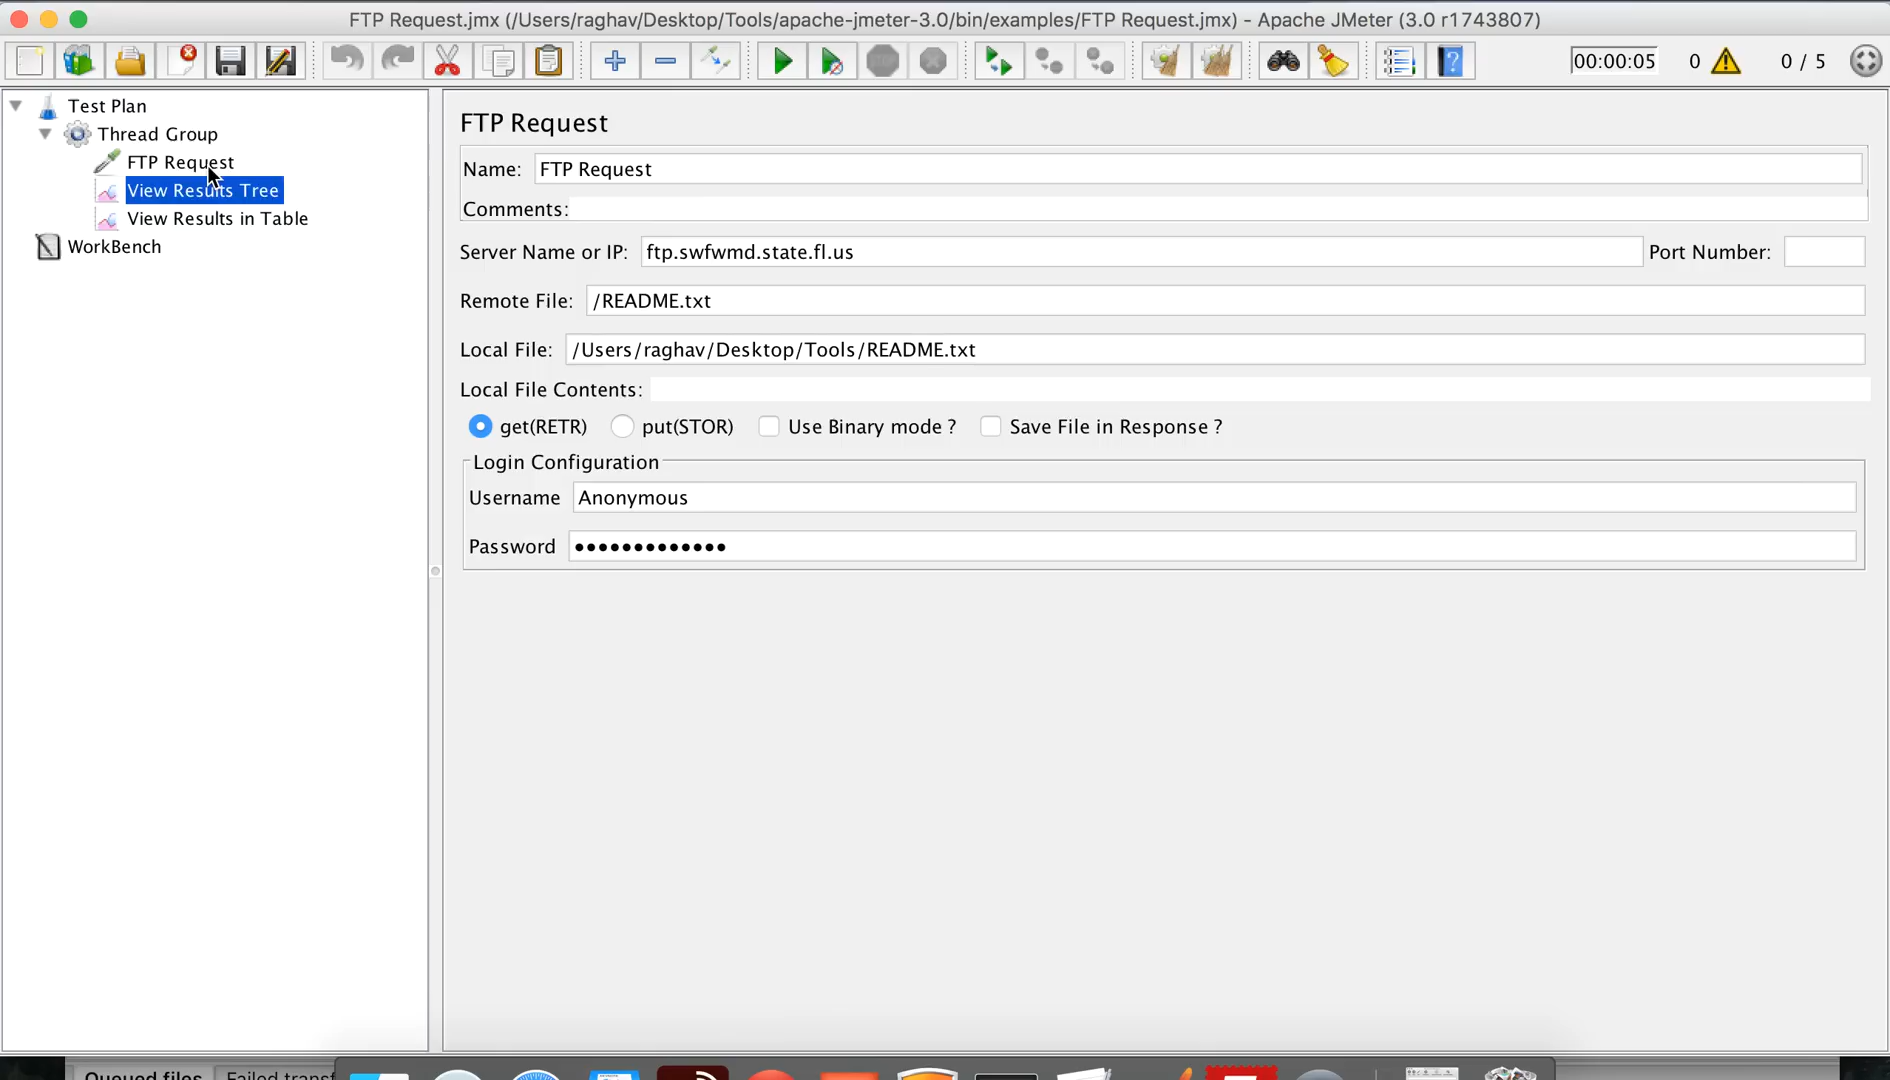 FTP Request.jmx (/Users/raghav/Desktop/Tools/apache-jmeter-3.0/bin/examples/FTP Request.jmx) - Apache JMeter (3.0 r1743807)
00:00:05 0 0 / 5
Test Plan
Thread Group
FTP Request
View Results Tree
View Results in Table
WorkBench
FTP Request
Name: FTP Request
Comments:
Server Name or IP: ftp.swfwmd.state.fl.us Port Number:
Remote File: /README.txt
Local File: /Users/raghav/Desktop/Tools/README.txt
Local File Contents:
get(RETR) put(STOR) Use Binary mode ? Save File in Response ?
Login Configuration
Username Anonymous
Password •••••••••••••
Queued files Failed transf